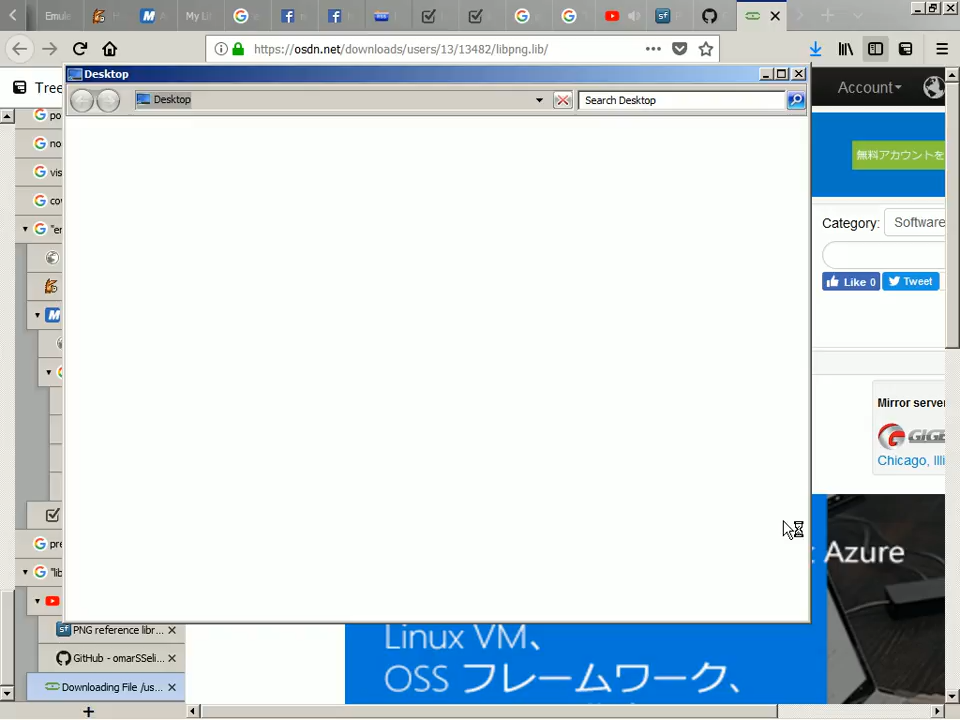 Emule
My Li
https://osdn.net/downloads/users/13/13482/libpng.lib/
Tree
Account
Desktop
Desktop
Search Desktop
po
no
vis
co
無料アカウントを
Category: Software
Like 0
Tweet
Mirror server
GIGE
Chicago, Illi
Azure
pre
"lib
PNG reference libr...
GitHub - omarSSeli...
Downloading File /us...
Linux VM、
OSS フレームワーク、